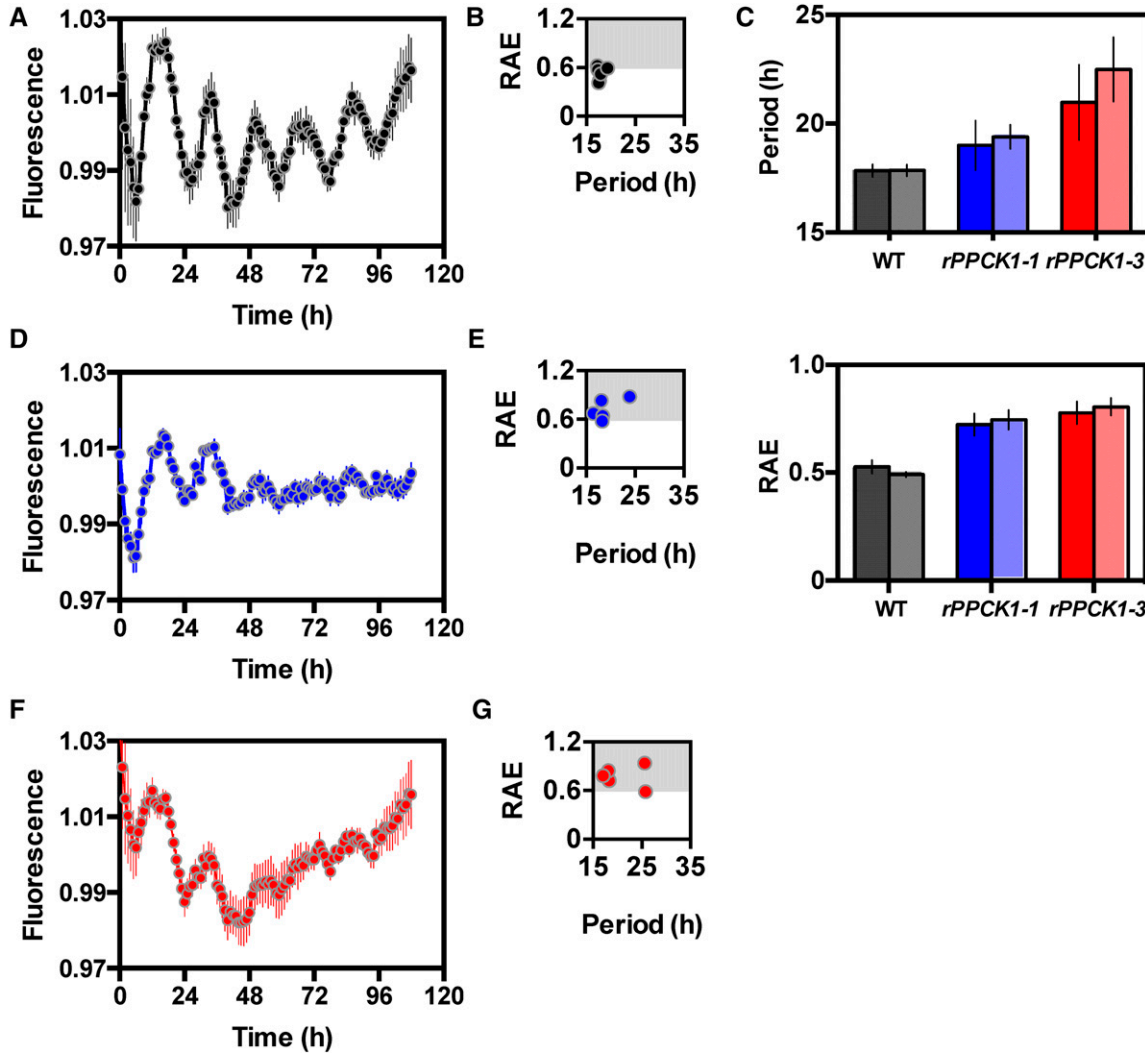 A
1.03
1.01
0.99
0.97
Fluorescence
0 24 48 72 96 120
Time (h)
B
1.2
0.6
0
RAE
15 25 35
Period (h)
C
25
20
15
Period (h)
WT rPPCK1-1 rPPCK1-3
D
1.03
1.01
0.99
0.97
Fluorescence
0 24 48 72 96 120
Time (h)
E
1.2
0.6
0
RAE
15 25 35
Period (h)
1.0
0.5
0
RAE
WT rPPCK1-1 rPPCK1-3
F
1.03
1.01
0.99
0.97
Fluorescence
0 24 48 72 96 120
Time (h)
G
1.2
0.6
0
RAE
15 25 35
Period (h)